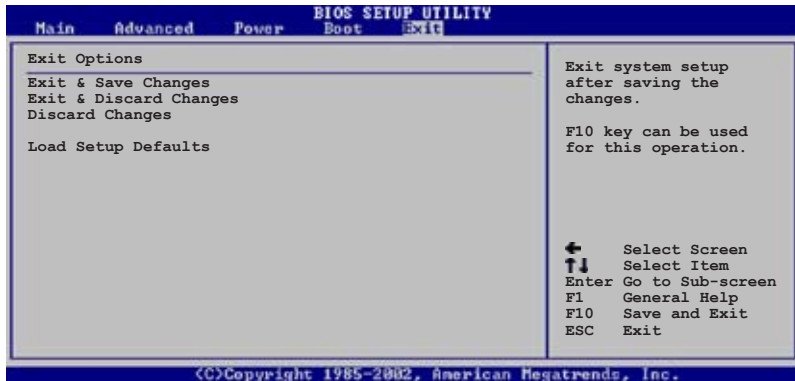 BIOS SETUP UTILITY
Main Advanced Power Boot Exit
Exit Options
Exit & Save Changes
Exit & Discard Changes
Discard Changes
Load Setup Defaults
Exit system setup
after saving the
changes.
F10 key can be used
for this operation.
← Select Screen
↑↓ Select Item
Enter Go to Sub-screen
F1 General Help
F10 Save and Exit
ESC Exit
(C)Copyright 1985-2002, American Megatrends, Inc.